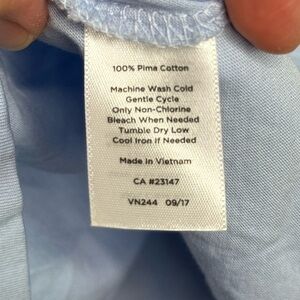 100% Pima Cotton
Machine Wash Cold
Gentle Cycle
Only Non-Chlorine
Bleach When Needed
Tumble Dry Low
Cool Iron if Needed
Made in Vietnam
CA #23147
VN244 09/17